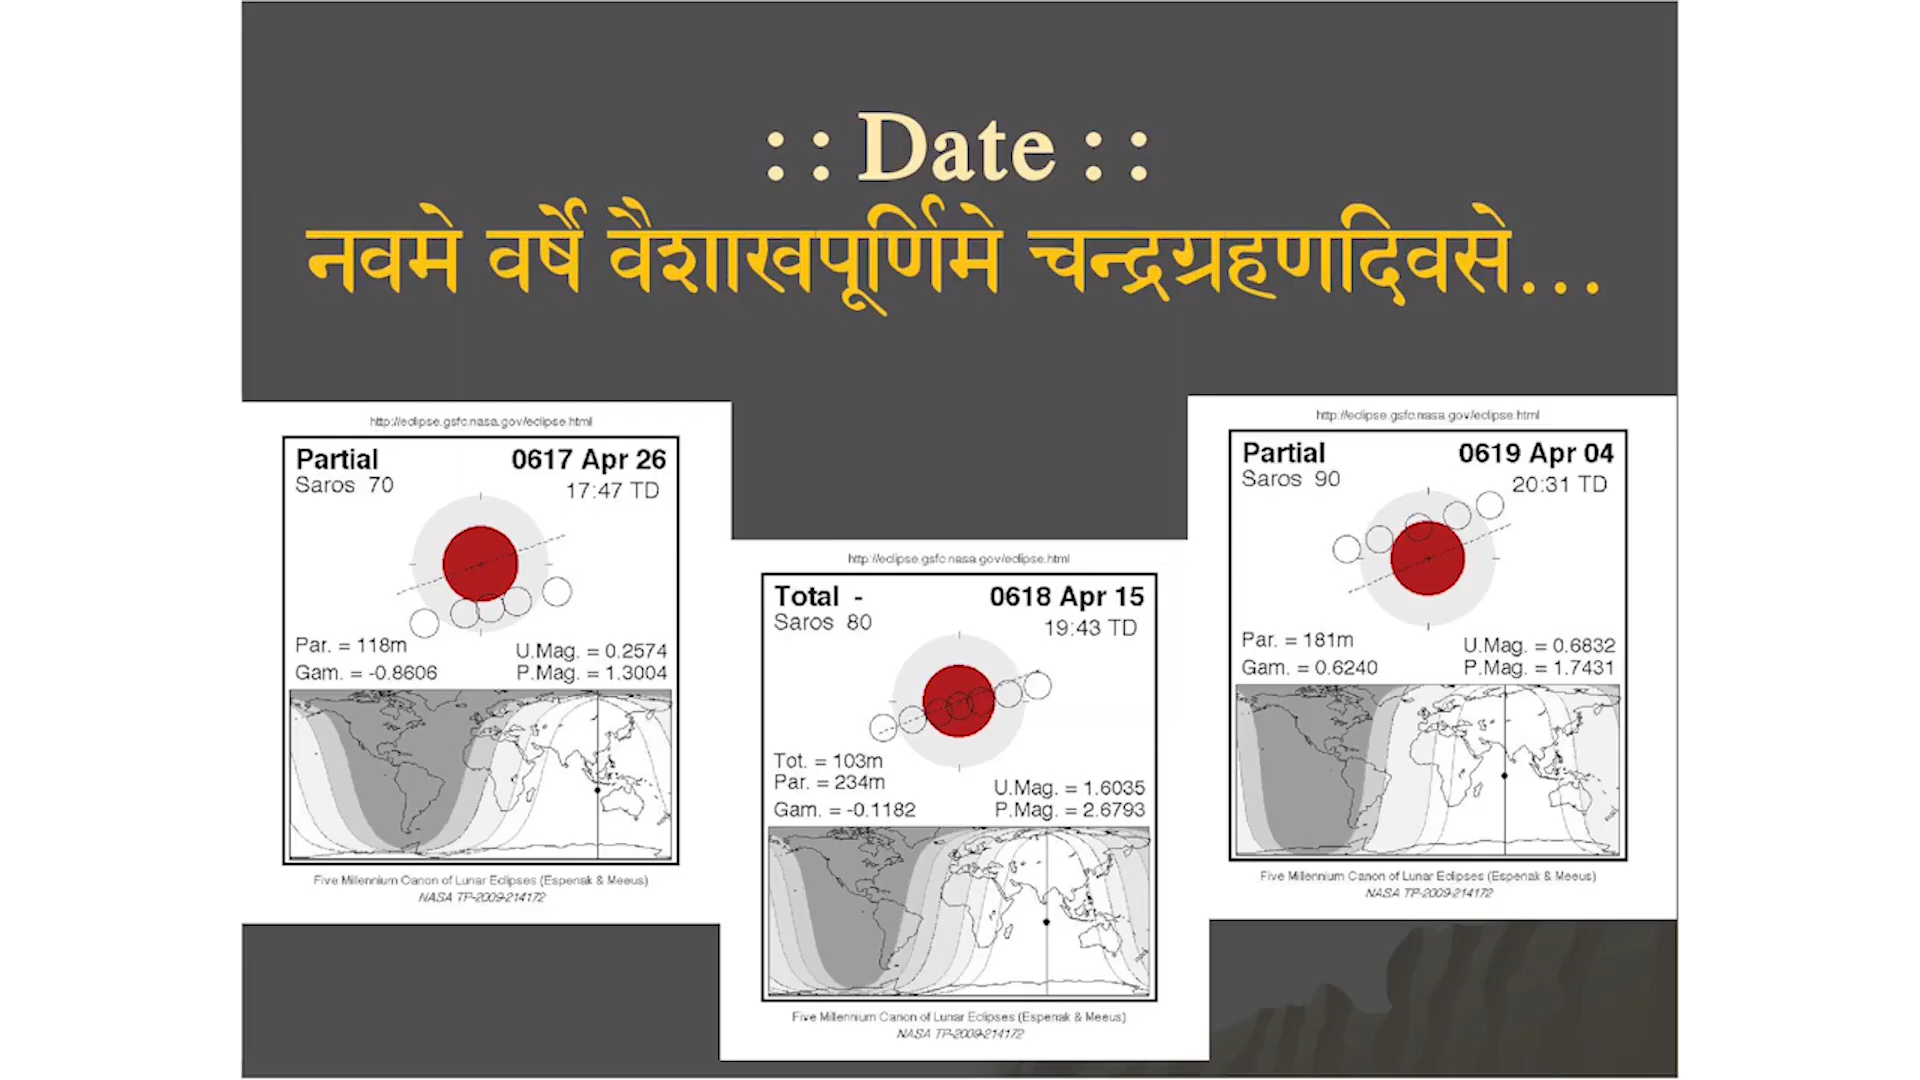 :: Date ::
नवमे वर्षे वैशाखपूर्णिमे चन्द्रग्रहणदिवसे...
http://eclipse.gsfc.nasa.gov/eclipse.html
Partial 0617 Apr 26
Saros 70 17:47 TD
Par. = 118m U.Mag. = 0.2574
Gam. = -0.8606 P.Mag. = 1.3004
Five Millennium Canon of Lunar Eclipses (Espenak & Meeus)
NASA TP-2009-214172
http://eclipse.gsfc.nasa.gov/eclipse.html
Total - 0618 Apr 15
Saros 80 19:43 TD
Tot. = 103m
Par. = 234m U.Mag. = 1.6035
Gam. = -0.1182 P.Mag. = 2.6793
Five Millennium Canon of Lunar Eclipses (Espenak & Meeus)
NASA TP-2009-214172
http://eclipse.gsfc.nasa.gov/eclipse.html
Partial 0619 Apr 04
Saros 90 20:31 TD
Par. = 181m U.Mag. = 0.6832
Gam. = 0.6240 P.Mag. = 1.7431
Five Millennium Canon of Lunar Eclipses (Espenak & Meeus)
NASA TP-2009-214172